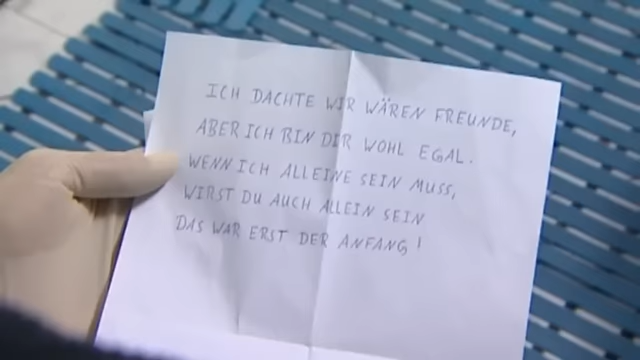 ICH DACHTE WIR WÄREN FREUNDE,
ABER ICH BIN DIR WOHL EGAL.
WENN ICH ALLEINE SEIN MUSS,
WIRST DU AUCH ALLEIN SEIN
DAS WAR ERST DER ANFANG!